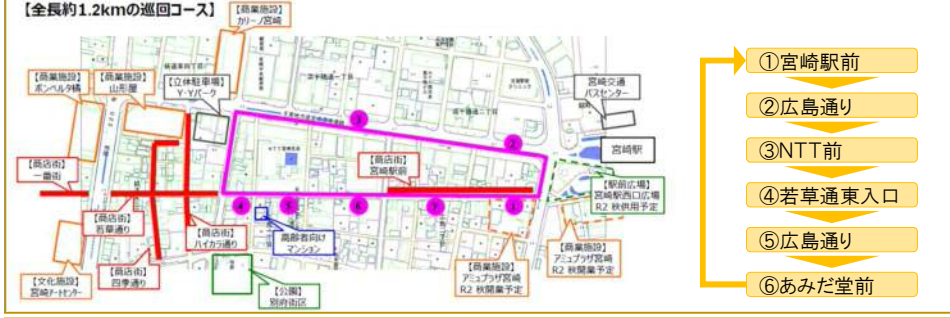 【全長約1.2kmの巡回コース】
【商業施設】
カリーノ宮崎
【商業施設】
ボンベルタ橘
【商業施設】
山形屋
【立体駐車場】
Y・Yパーク
宮崎交通
バスセンター
宮崎駅
【商店街】
一番街
【商店街】
宮崎駅前
【駅前広場】
宮崎駅西口広場
R2 秋供用予定
【商店街】
若草通り
【商店街】
ハイカラ通り
高齢者向け
マンション
【商業施設】
アミュプラザ宮崎
R2 秋開業予定
【商業施設】
アミュプラザ宮崎
R2 秋開業予定
【文化施設】
宮崎アートセンター
【商店街】
四季通り
【公園】
別府街区
③
②
④
⑤
⑥
①
①宮崎駅前
②広島通り
③NTT前
④若草通東入口
⑤広島通り
⑥あみだ堂前